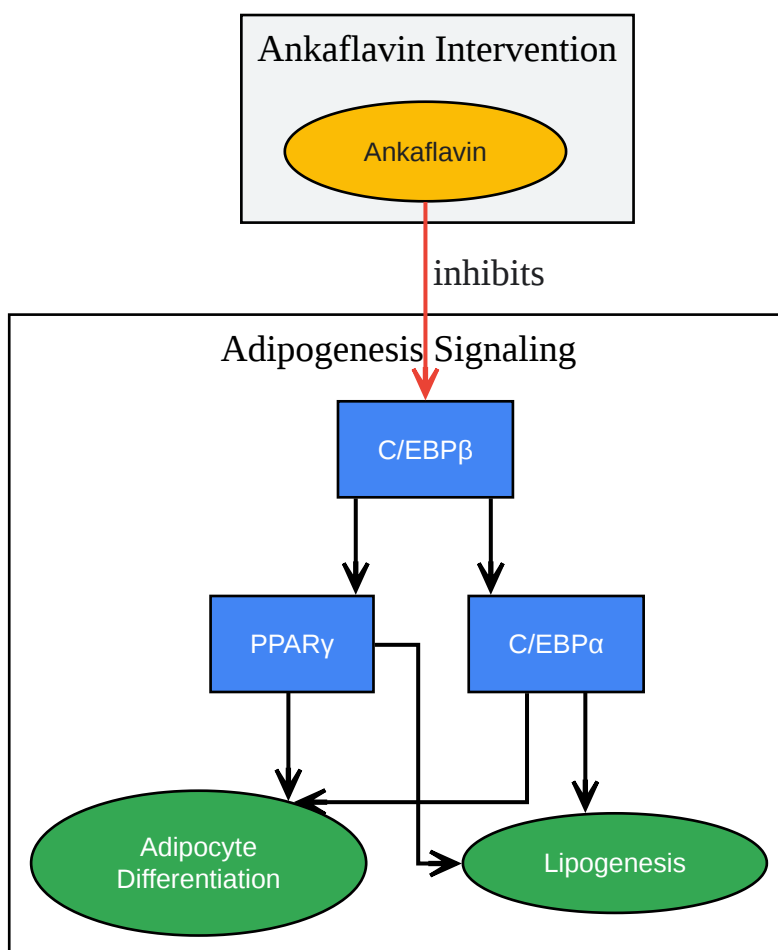 Ankaflavin Intervention
Ankaflavin
inhibits
Adipogenesis Signaling
C/EBPβ
PPARγ
C/EBPα
Adipocyte
Differentiation
Lipogenesis